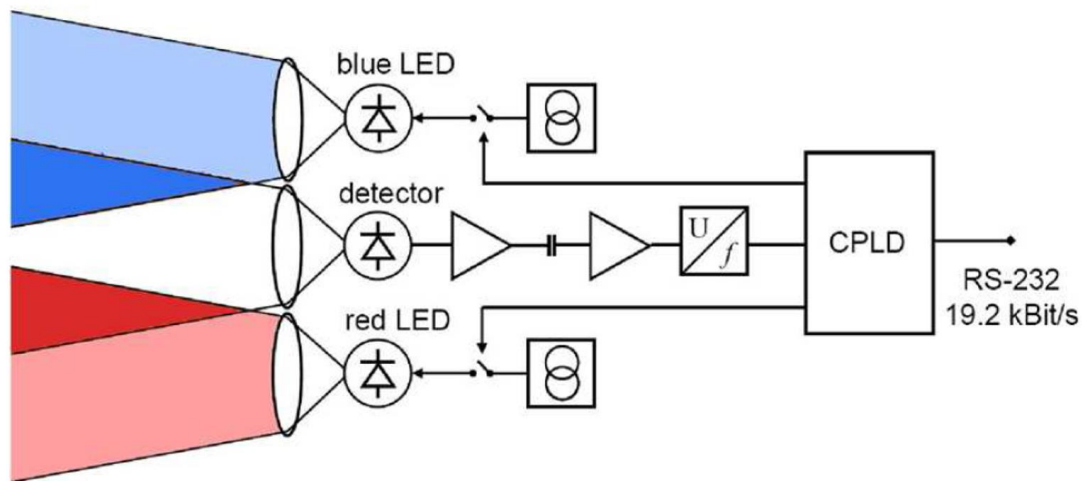 blue LED
detector
U
f
CPLD
RS-232
19.2 kBit/s
red LED